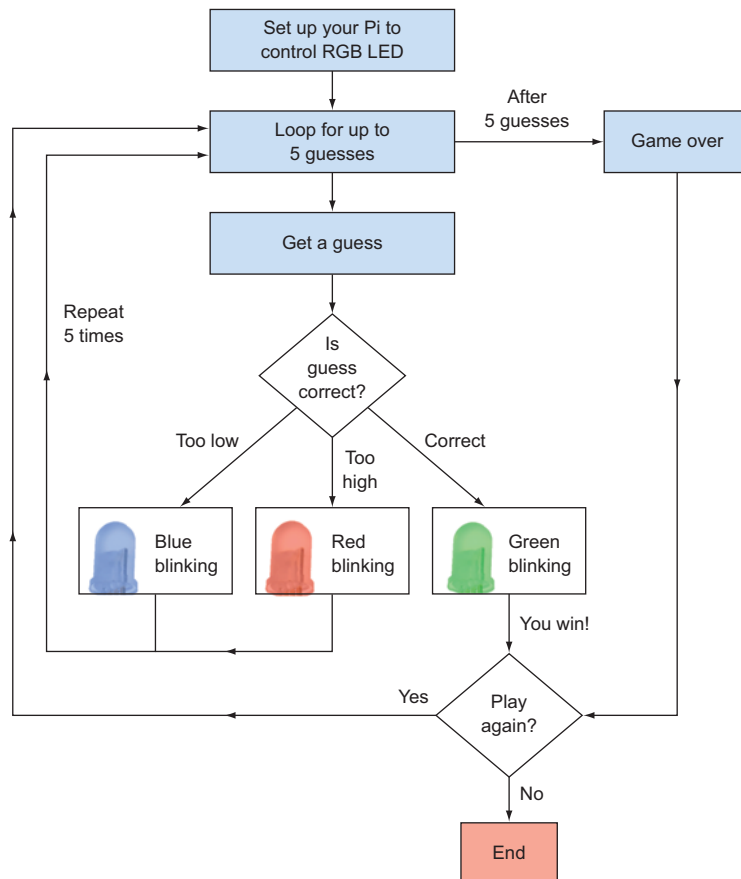 Set up your Pi to
control RGB LED
After
5 guesses
Loop for up to
5 guesses
Game over
Get a guess
Repeat
5 times
Is
guess
correct?
Too low
Too
high
Correct
Blue
blinking
Red
blinking
Green
blinking
You win!
Yes
Play
again?
No
End